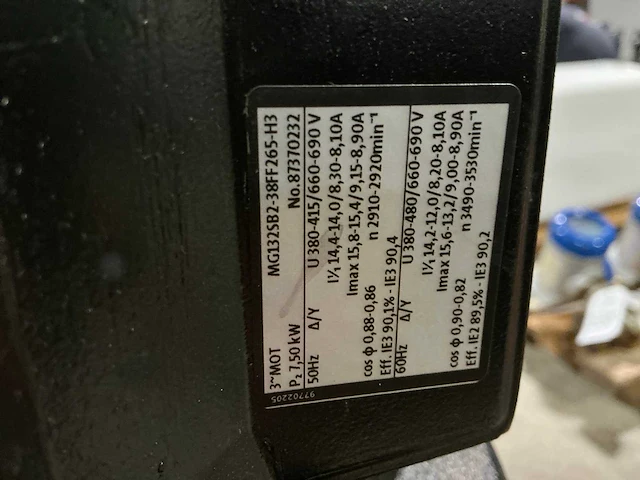 3~MOT MG132SB2-38FF265-H3
P₂ 7,50 kW No.87370232
50Hz Δ/Y U 380-415/660-690 V
I¹/₁ 14,4-14,0/8,30-8,10A
Imax 15,8-15,4/9,15-8,90A
cos ϕ 0,88-0,86 n 2910-2920min⁻¹
Eff. IE3 90,1% - IE3 90,4
60Hz Δ/Y U 380-480/660-690 V
I¹/₁ 14,2-12,0/8,20-8,10A
Imax 15,6-13,2/9,00-8,90A
cos ϕ 0,90-0,82 n 3490-3530min⁻¹
Eff. IE2 89,5% - IE3 90,2
97702205